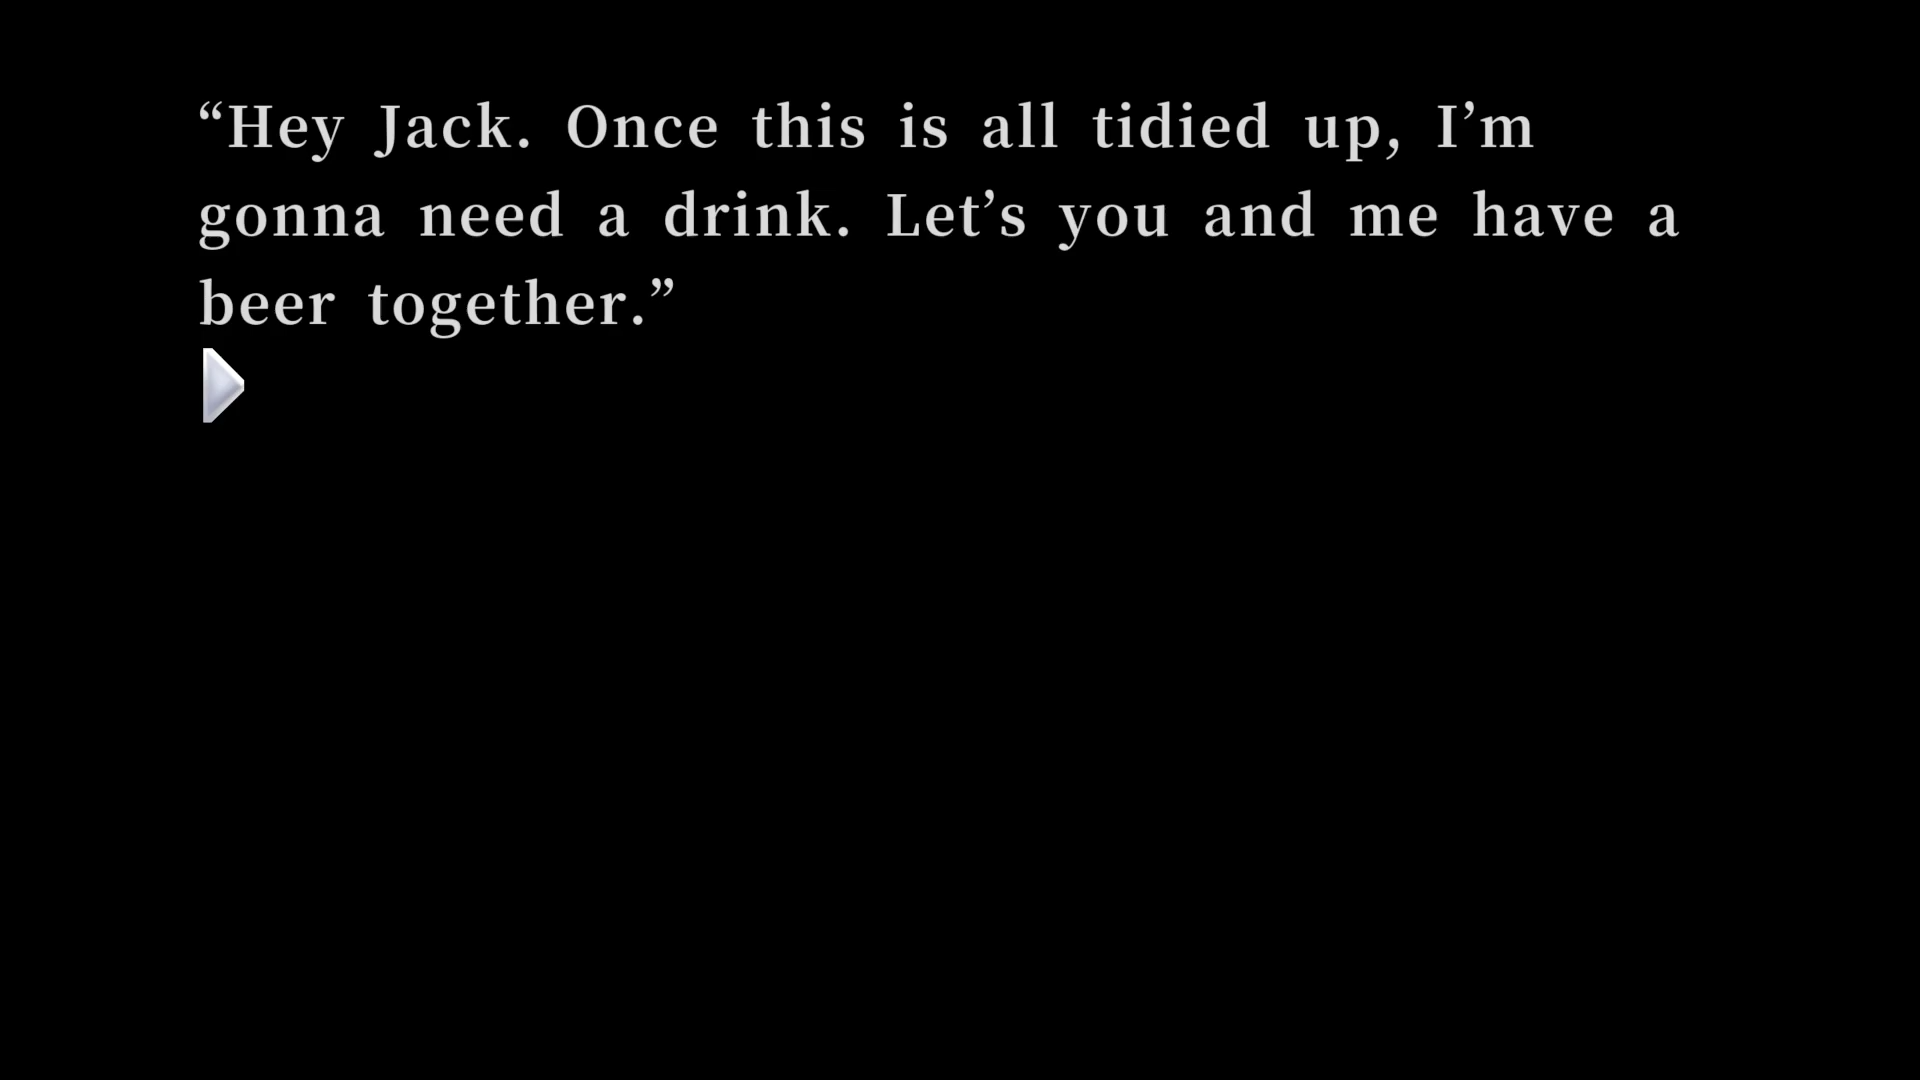 “Hey Jack. Once this is all tidied up, I’m
gonna need a drink. Let’s you and me have a
beer together.”